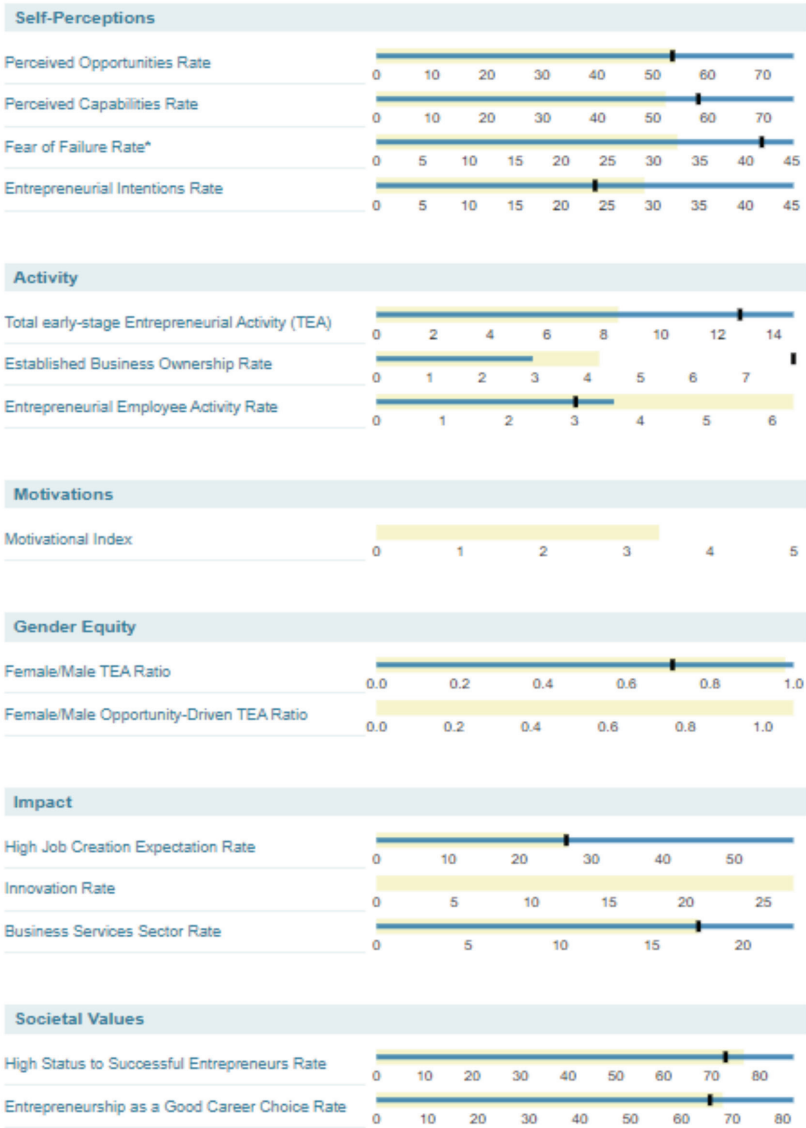 Self-Perceptions
Perceived Opportunities Rate
0 10 20 30 40 50 60 70
Perceived Capabilities Rate
0 10 20 30 40 50 60 70
Fear of Failure Rate*
0 5 10 15 20 25 30 35 40 45
Entrepreneurial Intentions Rate
0 5 10 15 20 25 30 35 40 45
Activity
Total early-stage Entrepreneurial Activity (TEA)
0 2 4 6 8 10 12 14
Established Business Ownership Rate
0 1 2 3 4 5 6 7
Entrepreneurial Employee Activity Rate
0 1 2 3 4 5 6
Motivations
Motivational Index
0 1 2 3 4 5
Gender Equity
Female/Male TEA Ratio
0.0 0.2 0.4 0.6 0.8 1.0
Female/Male Opportunity-Driven TEA Ratio
0.0 0.2 0.4 0.6 0.8 1.0
Impact
High Job Creation Expectation Rate
0 10 20 30 40 50
Innovation Rate
0 5 10 15 20 25
Business Services Sector Rate
0 5 10 15 20
Societal Values
High Status to Successful Entrepreneurs Rate
0 10 20 30 40 50 60 70 80
Entrepreneurship as a Good Career Choice Rate
0 10 20 30 40 50 60 70 80